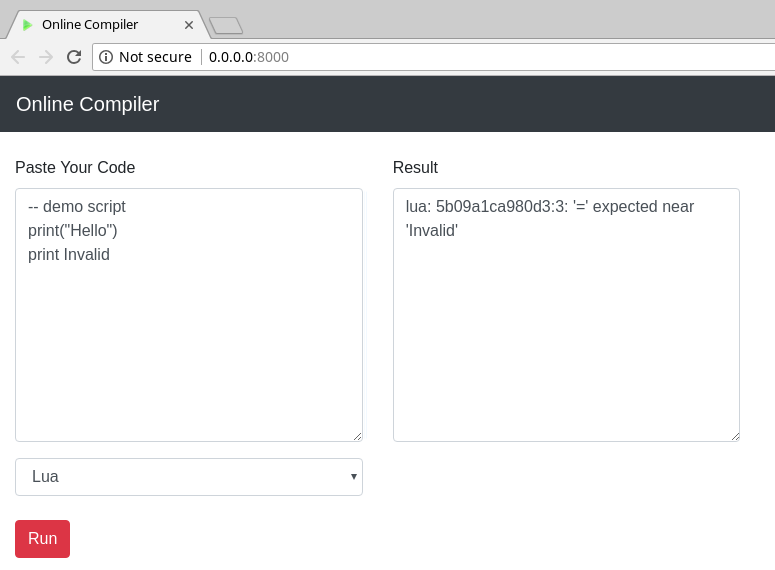 Online Compiler
Not secure 0.0.0.0:8000
Online Compiler
Paste Your Code
-- demo script
print("Hello")
print Invalid
Result
lua: 5b09a1ca980d3:3: '=' expected near
'Invalid'
Lua
Run